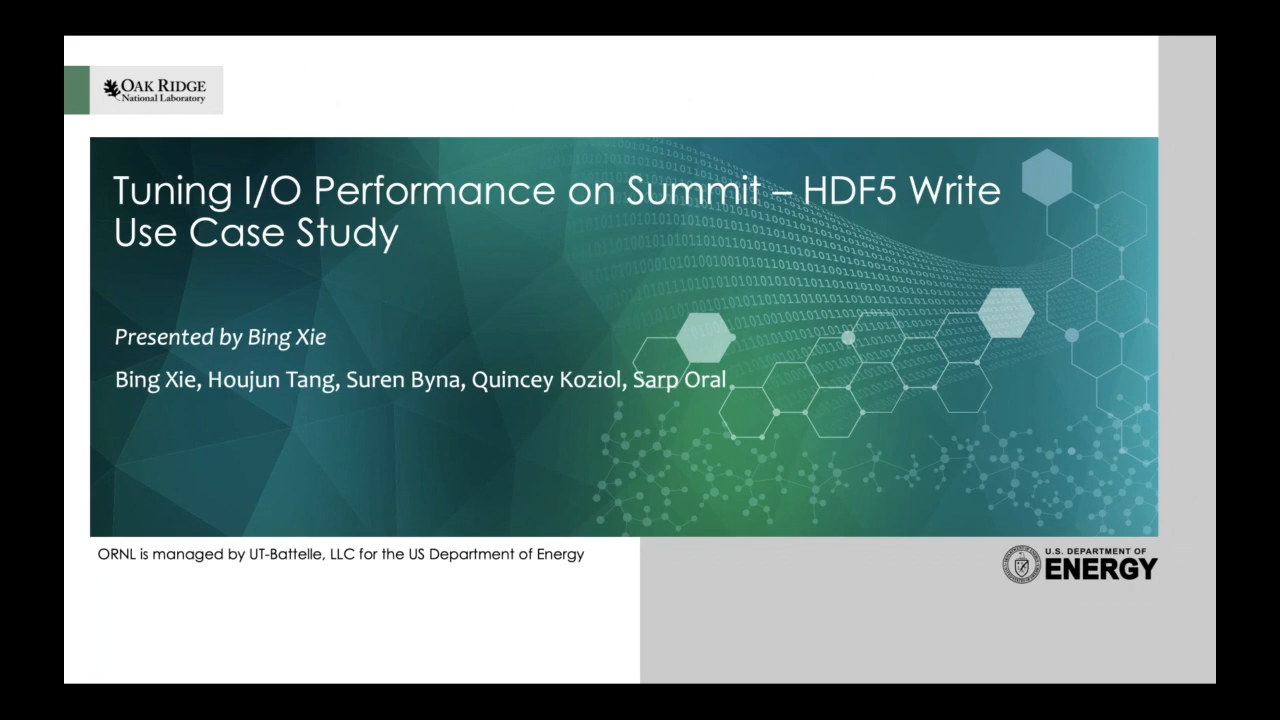 OAK RIDGE
National Laboratory
Tuning I/O Performance on Summit – HDF5 Write
Use Case Study
Presented by Bing Xie
Bing Xie, Houjun Tang, Suren Byna, Quincey Koziol, Sarp Oral
ORNL is managed by UT-Battelle, LLC for the US Department of Energy
U.S. DEPARTMENT OF
ENERGY